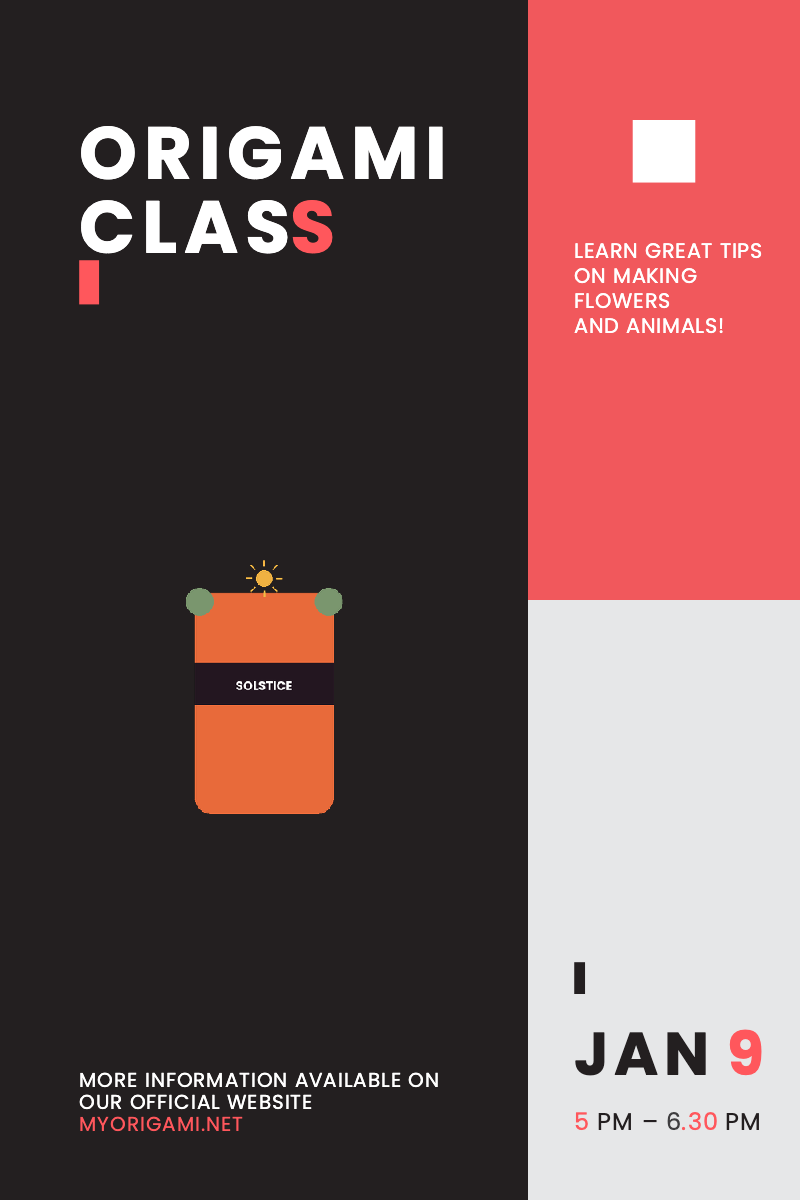 ORIGAMI
CLASS
LEARN GREAT TIPS
ON MAKING
FLOWERS
AND ANIMALS!
SOLSTICE
MORE INFORMATION AVAILABLE ON
OUR OFFICIAL WEBSITE
MYORIGAMI.NET
JAN 9
5 PM – 6.30 PM